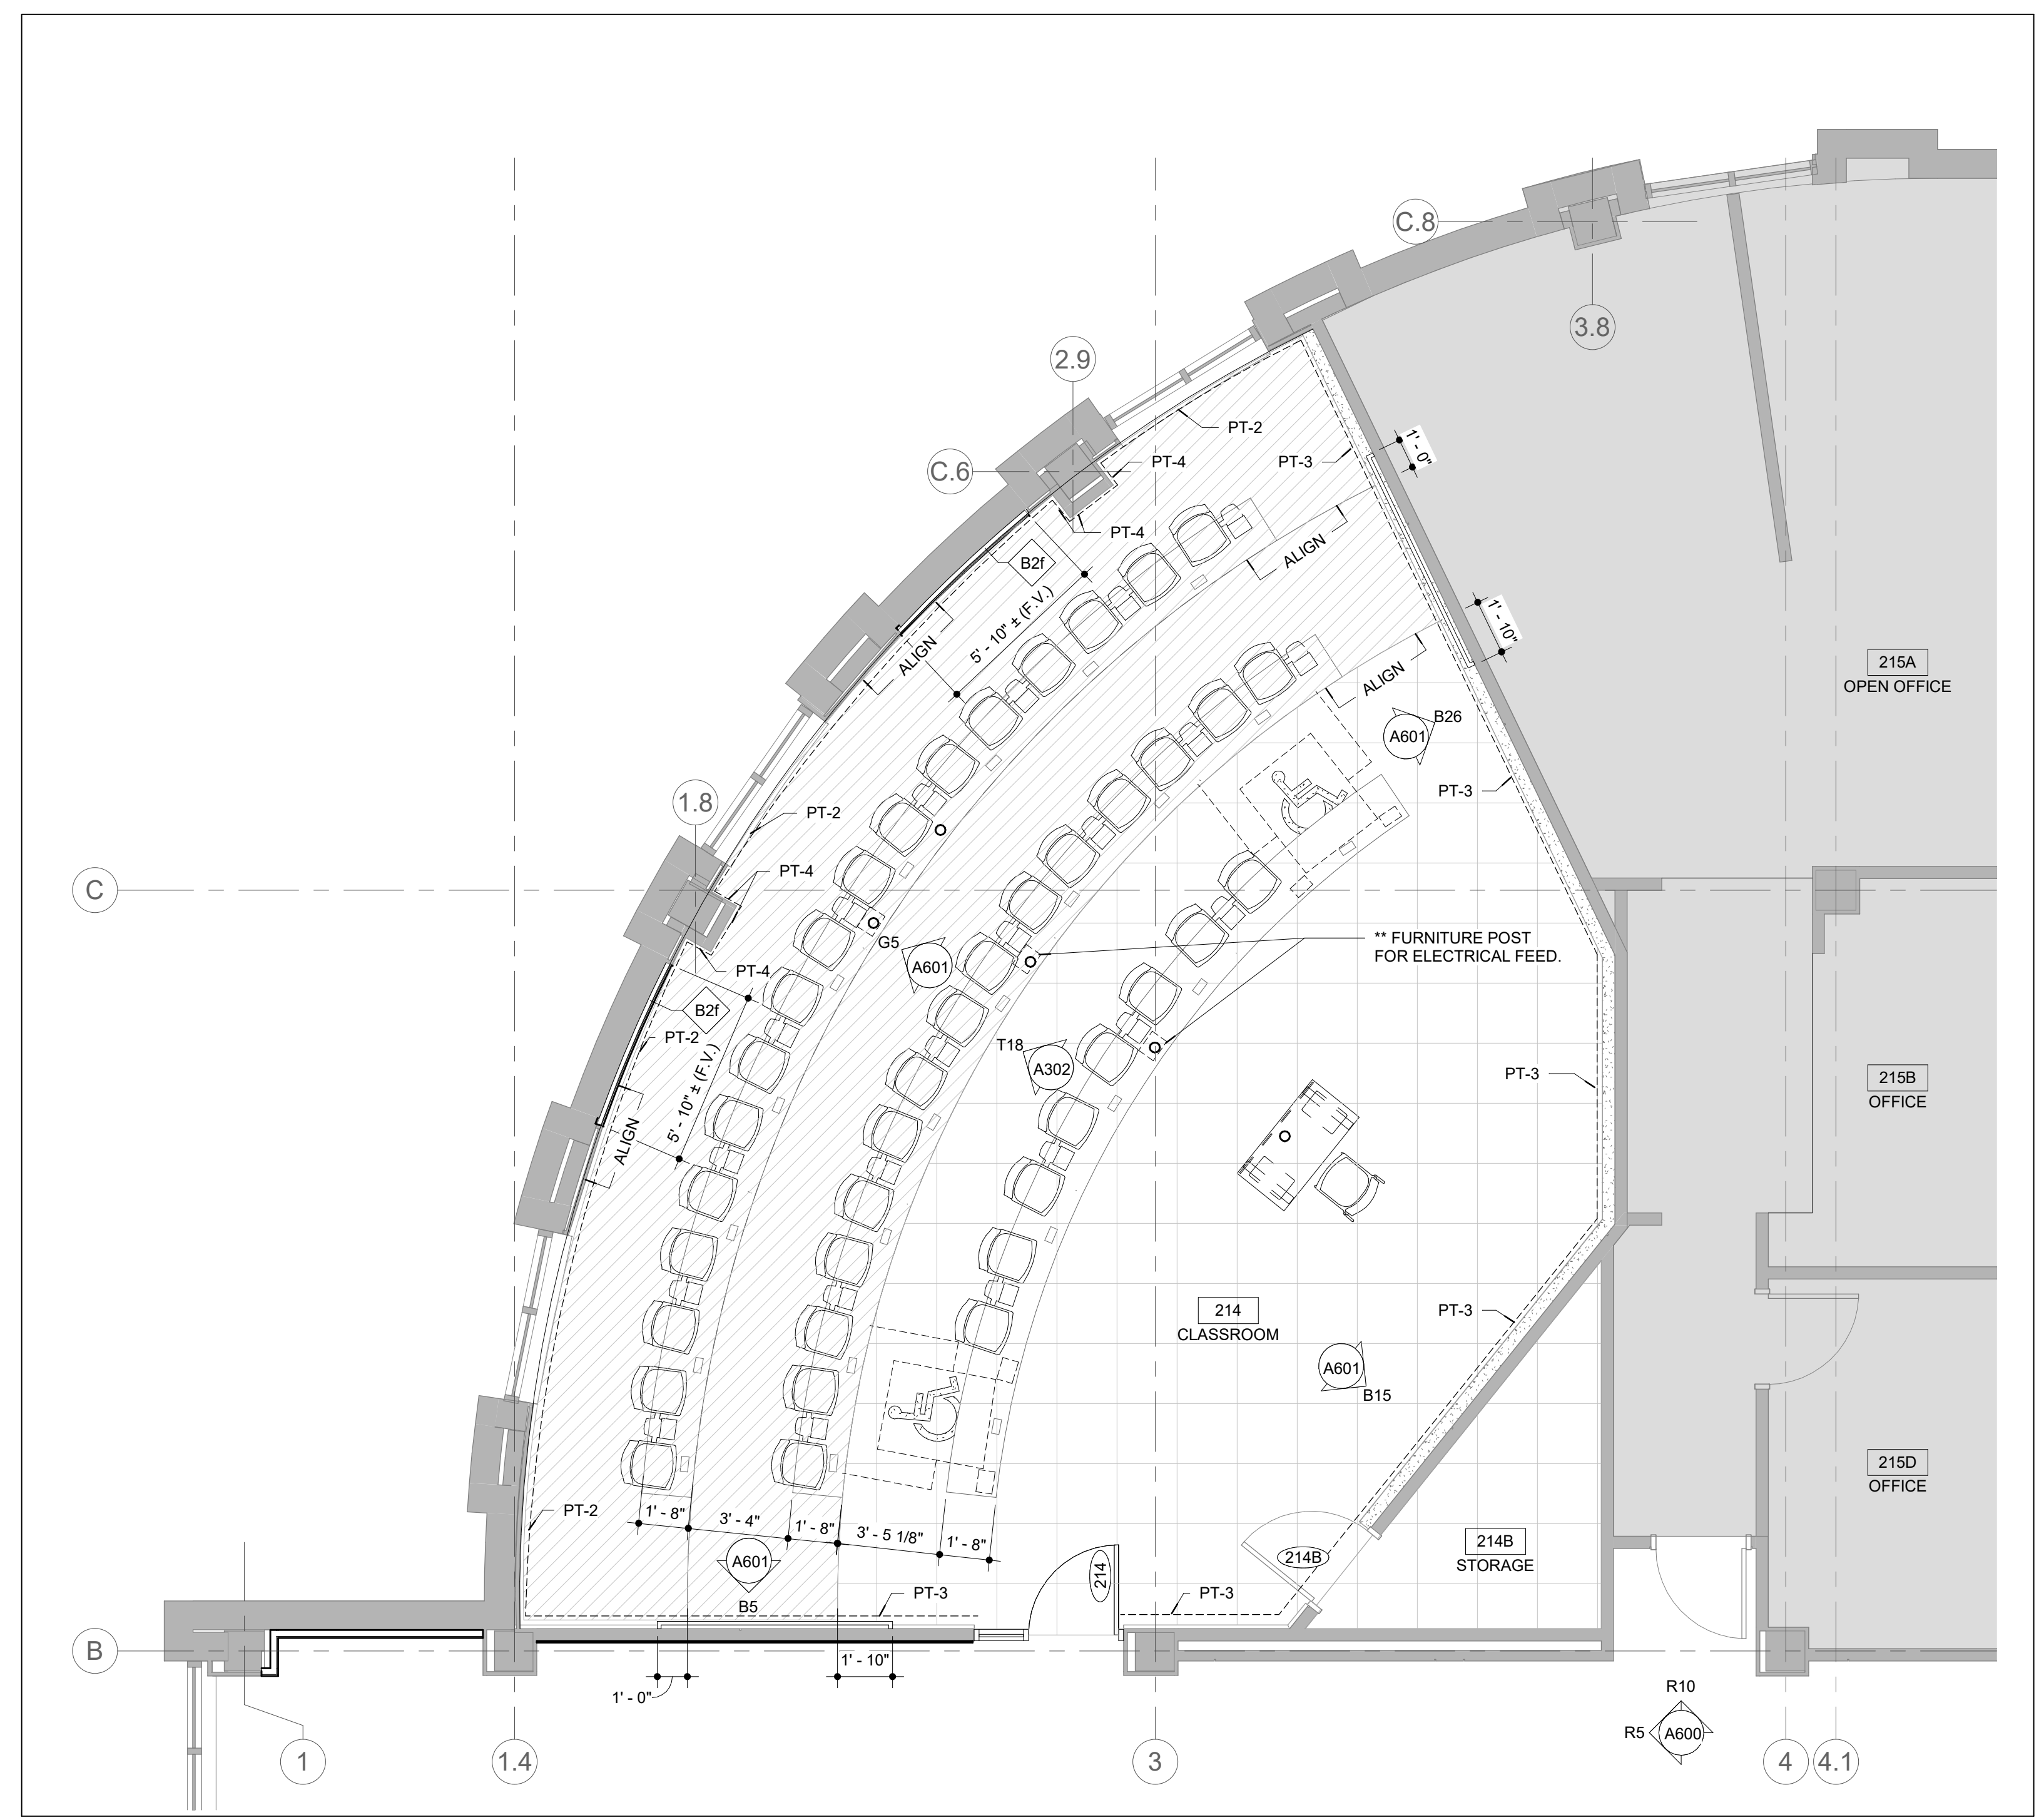 C.8
3.8
2.9
PT-2
C.6
PT-4
PT-3
1' - 0"
PT-4
B2f
ALIGN
5' - 10" ± (F.V.)
ALIGN
1' - 10"
215A
OPEN OFFICE
ALIGN
B26
A601
PT-3
1.8
PT-2
C
PT-4
G5
A601
** FURNITURE POST
FOR ELECTRICAL FEED.
PT-4
B2f
PT-2
T18
A302
5' - 10" ± (F.V.)
PT-3
215B
OFFICE
ALIGN
214
CLASSROOM
PT-3
A601
B15
215D
OFFICE
PT-2
1' - 8"
3' - 4"
1' - 8"
3' - 5 1/8"
1' - 8"
A601
B5
214
214B
214B
STORAGE
PT-3
PT-3
B
1' - 10"
1' - 0"
R10
R5
A600
1
1.4
3
4
4.1